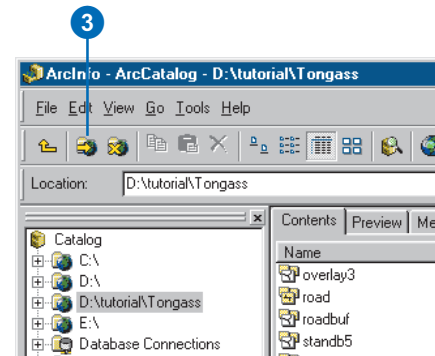 3
ArcInfo - ArcCatalog - D:\tutorial\Tongass
File Edit View Go Tools Help
Location: D:\tutorial\Tongass
Contents Preview
Catalog
Name
C:\
overlay3
D:\
road
D:\tutorial\Tongass
roadbuf
E:\
standb5
Database Connections